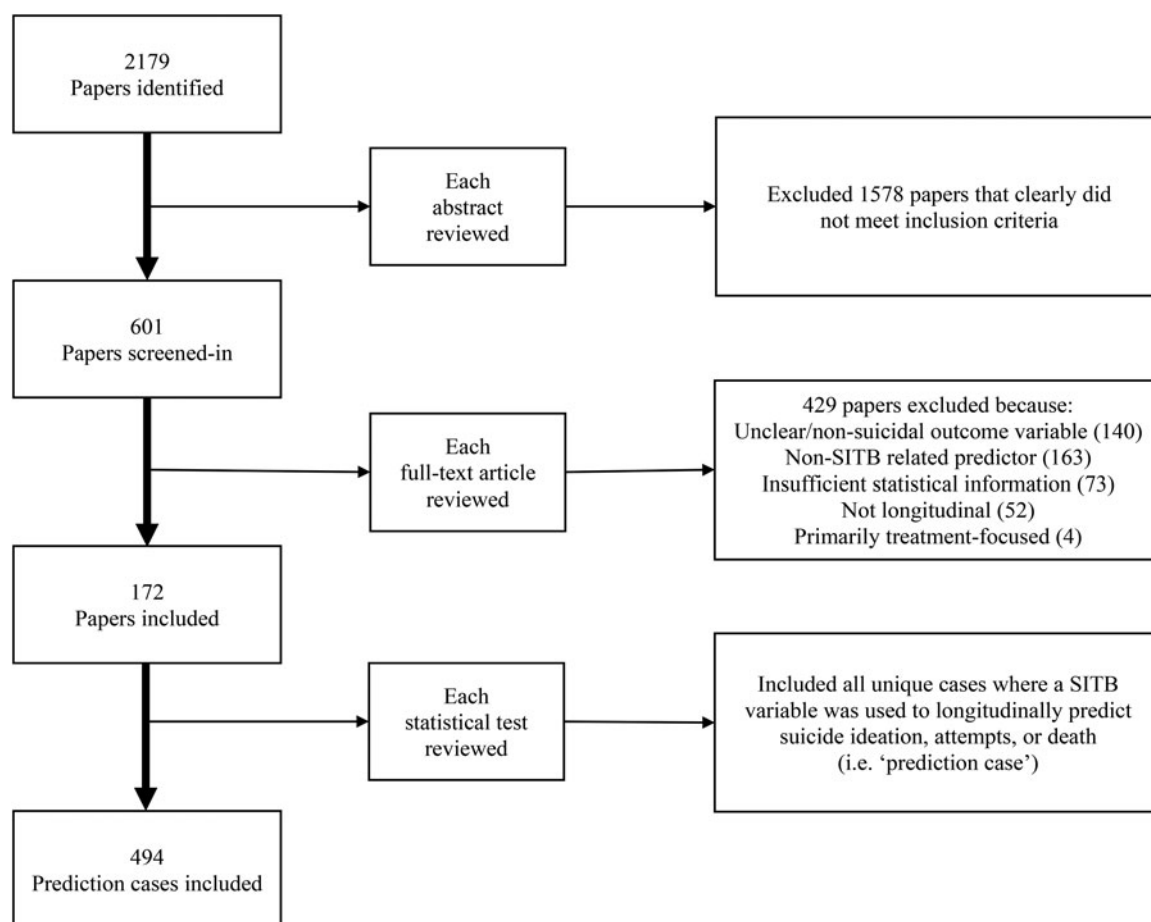 2179
Papers identified
Each
abstract
reviewed
Excluded 1578 papers that clearly did
not meet inclusion criteria
601
Papers screened-in
Each
full-text article
reviewed
429 papers excluded because:
Unclear/non-suicidal outcome variable (140)
Non-SITB related predictor (163)
Insufficient statistical information (73)
Not longitudinal (52)
Primarily treatment-focused (4)
172
Papers included
Each
statistical test
reviewed
Included all unique cases where a SITB
variable was used to longitudinally predict
suicide ideation, attempts, or death
(i.e. ‘prediction case’)
494
Prediction cases included